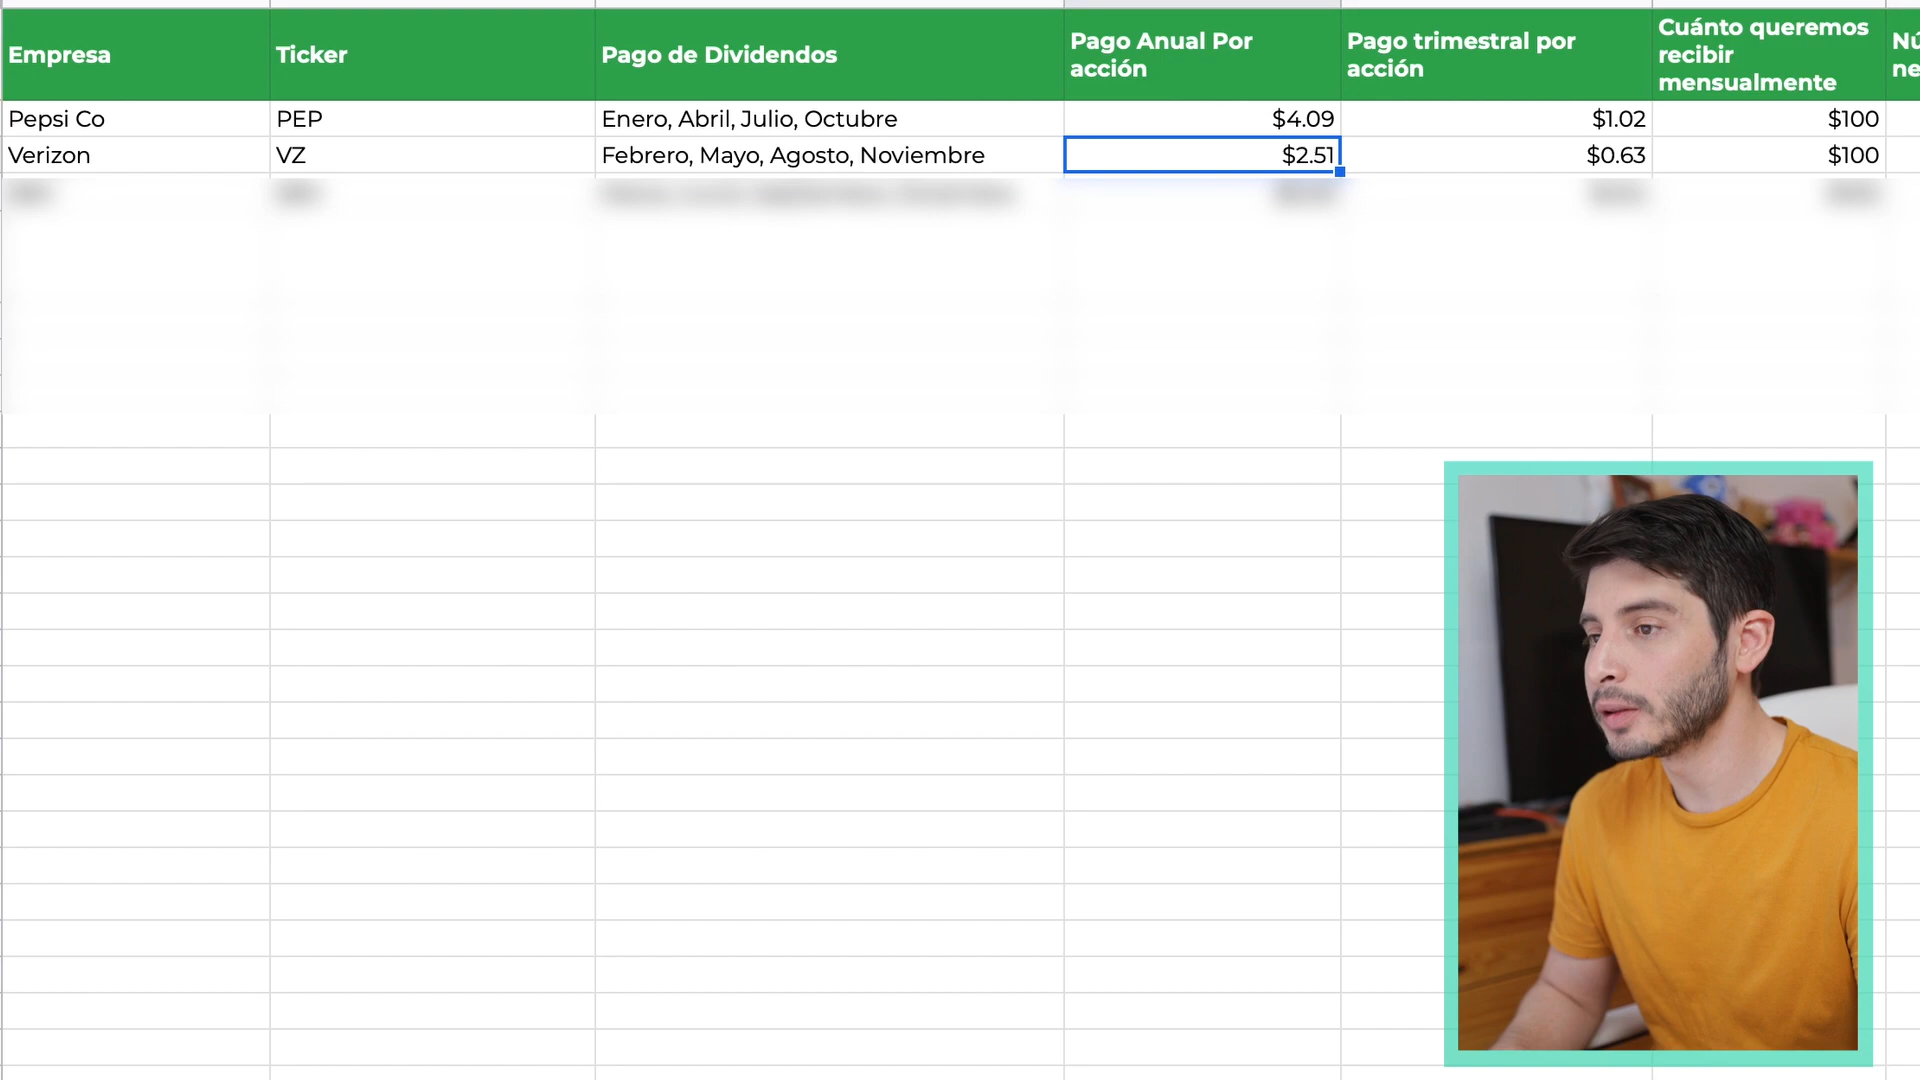 Empresa
Ticker
Pago de Dividendos
Pago Anual Por
acción
Pago trimestral por
acción
Cuánto queremos
recibir
mensualmente
Pepsi Co
PEP
Enero, Abril, Julio, Octubre
$4.09
$1.02
$100
Verizon
VZ
Febrero, Mayo, Agosto, Noviembre
$2.51
$0.63
$100